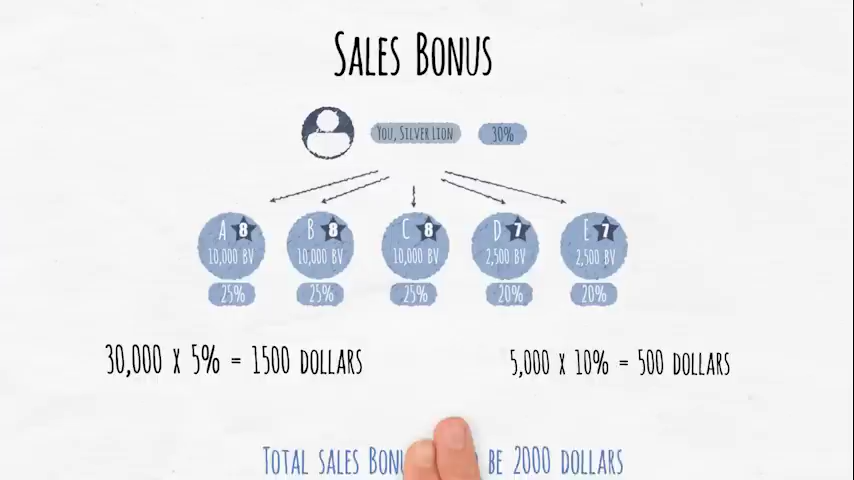 SALES BONUS
YOU, SILVER LION 30%
A 8 B 8 C 8 D 7 E 7
10,000 BV 10,000 BV 10,000 BV 2,500 BV 2,500 BV
25% 25% 25% 20% 20%
30,000 X 5% = 1500 DOLLARS 5,000 X 10% = 500 DOLLARS
TOTAL SALES BE 2000 DOLLARS